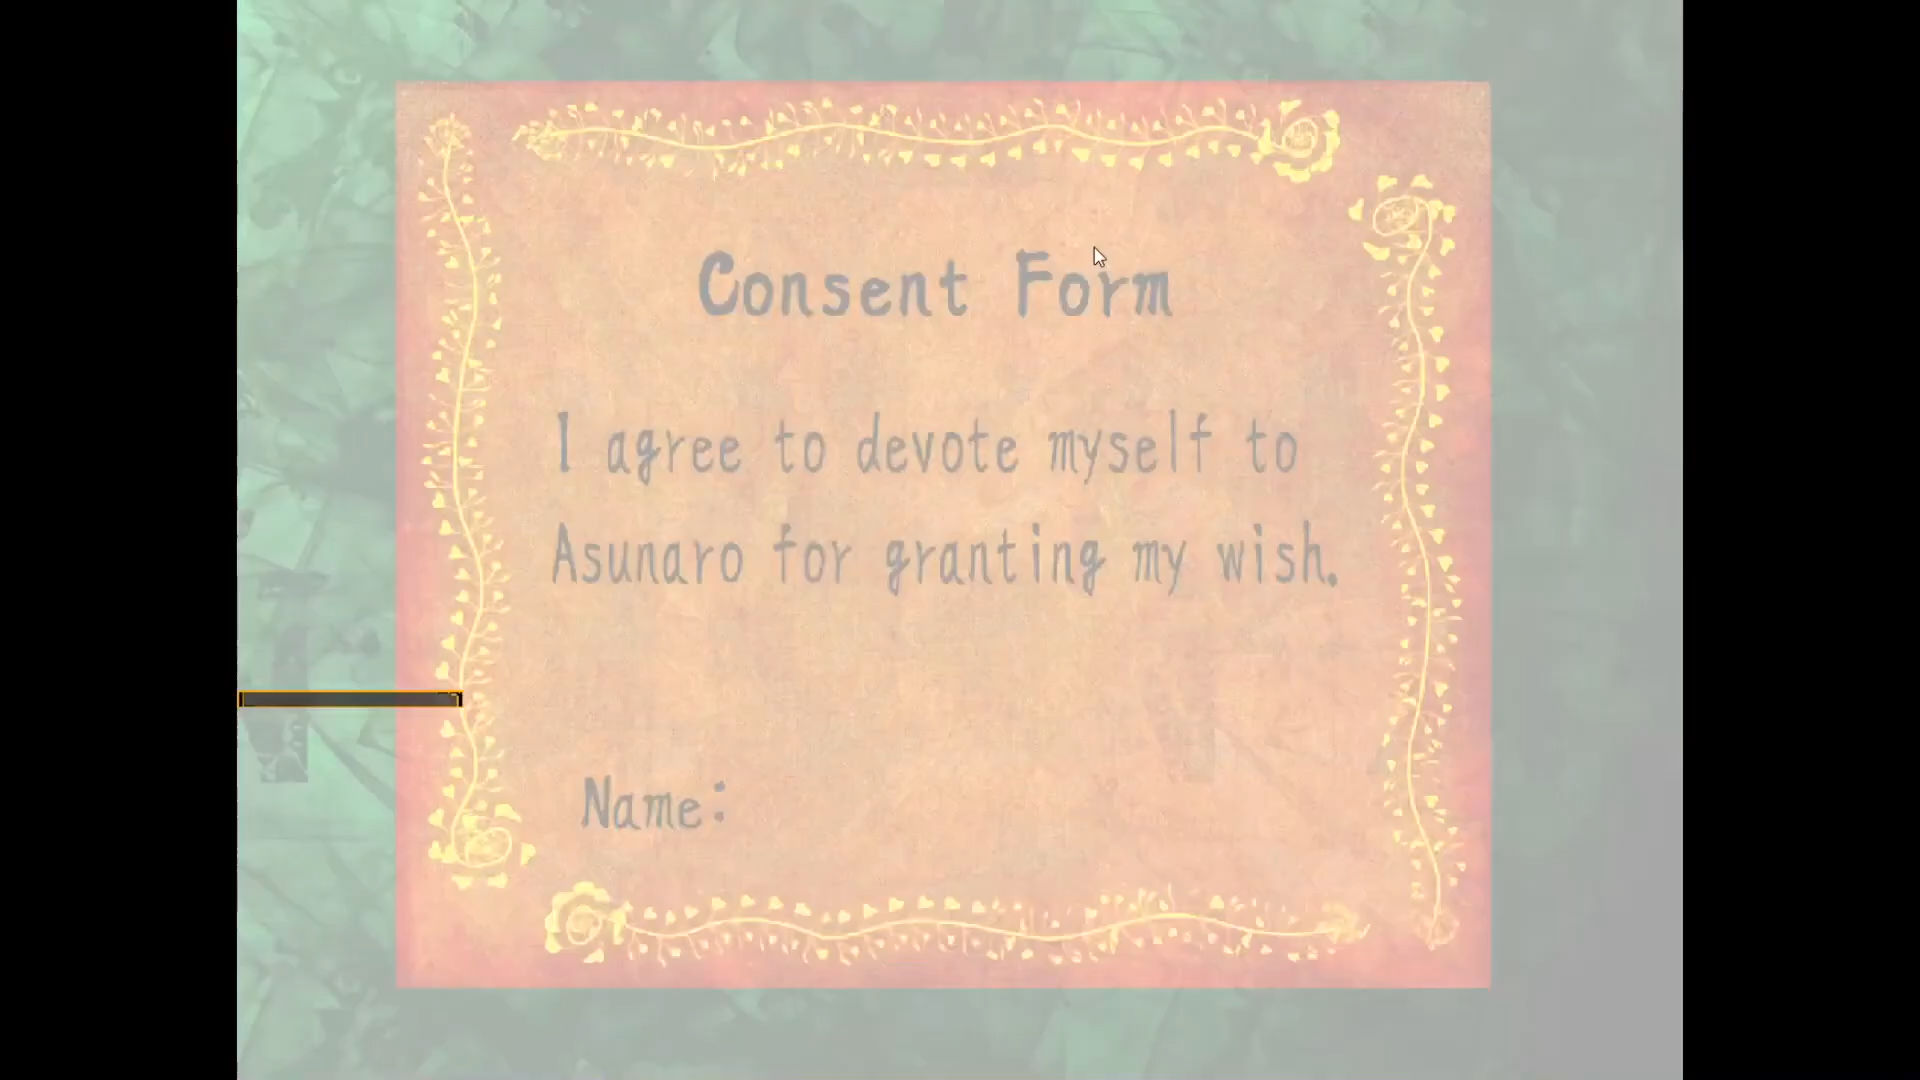 Consent Form
I agree to devote myself to
Asunaro for granting my wish.
Name: